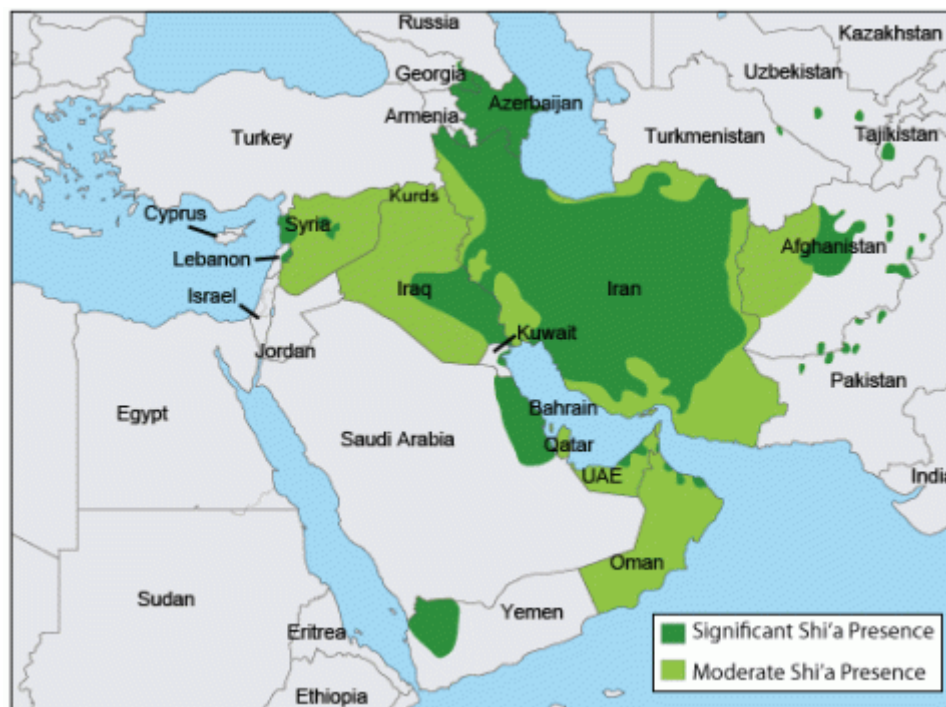 Russia
Kazakhstan
Georgia
Uzbekistan
Azerbaijan
Armenia
Turkey
Turkmenistan
Tajikistan
Kurds
Cyprus
Syria
Afghanistan
Lebanon
Iraq
Iran
Israel
Kuwait
Jordan
Pakistan
Egypt
Bahrain
Saudi Arabia
Qatar
UAE
India
Oman
Sudan
Yemen
Eritrea
Significant Shi'a Presence
Moderate Shi'a Presence
Ethiopia